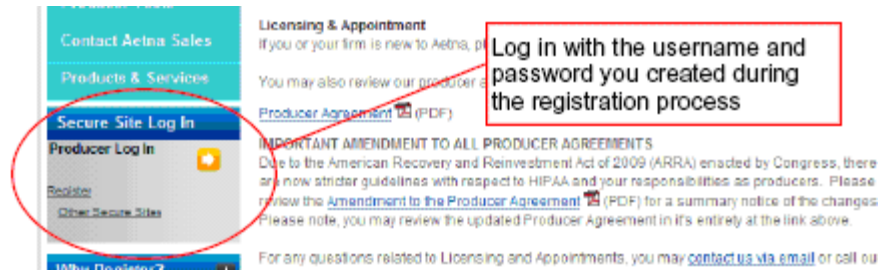 Contact Aetna Sales
Products & Services
Secure Site Log In
Producer Log In
Register
Other Secure Sites
Why Register?
Licensing & Appointment
If you or your firm is new to Aetna,
You may also review our producer
Producer Agreement (PDF)
IMPORTANT AMENDMENT TO ALL PRODUCER AGREEMENTS
Due to the American Recovery and Reinvestment Act of 2009 (ARRA) enacted by Congress, there
are now stricter guidelines with respect to HIPAA and your responsibilities as producers. Please
review the Amendment to the Producer Agreement (PDF) for a summary notice of the changes
Please note, you may review the updated Producer Agreement in it's entirety at the link above.
For any questions related to Licensing and Appointments, you may contact us via email or call ou
Log in with the username and
password you created during
the registration process